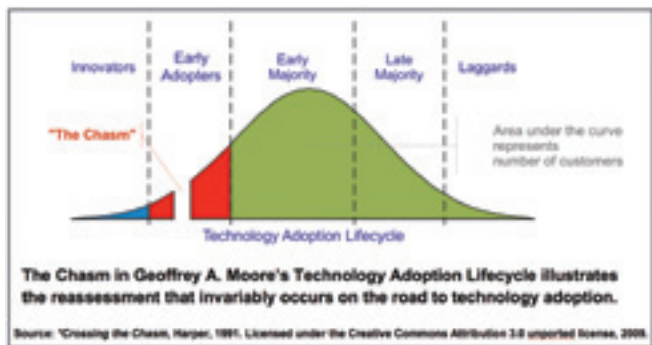 Innovators
Early
Adopters
Early
Majority
Late
Majority
Laggards
"The Chasm"
Area under the curve
represents
number of customers
Technology Adoption Lifecycle
The Chasm in Geoffrey A. Moore's Technology Adoption Lifecycle illustrates
the reassessment that invariably occurs on the road to technology adoption.
Source: "Crossing the Chasm, Harper, 1991. Licensed under the Creative Commons Attribution 3.0 unported license, 2009.